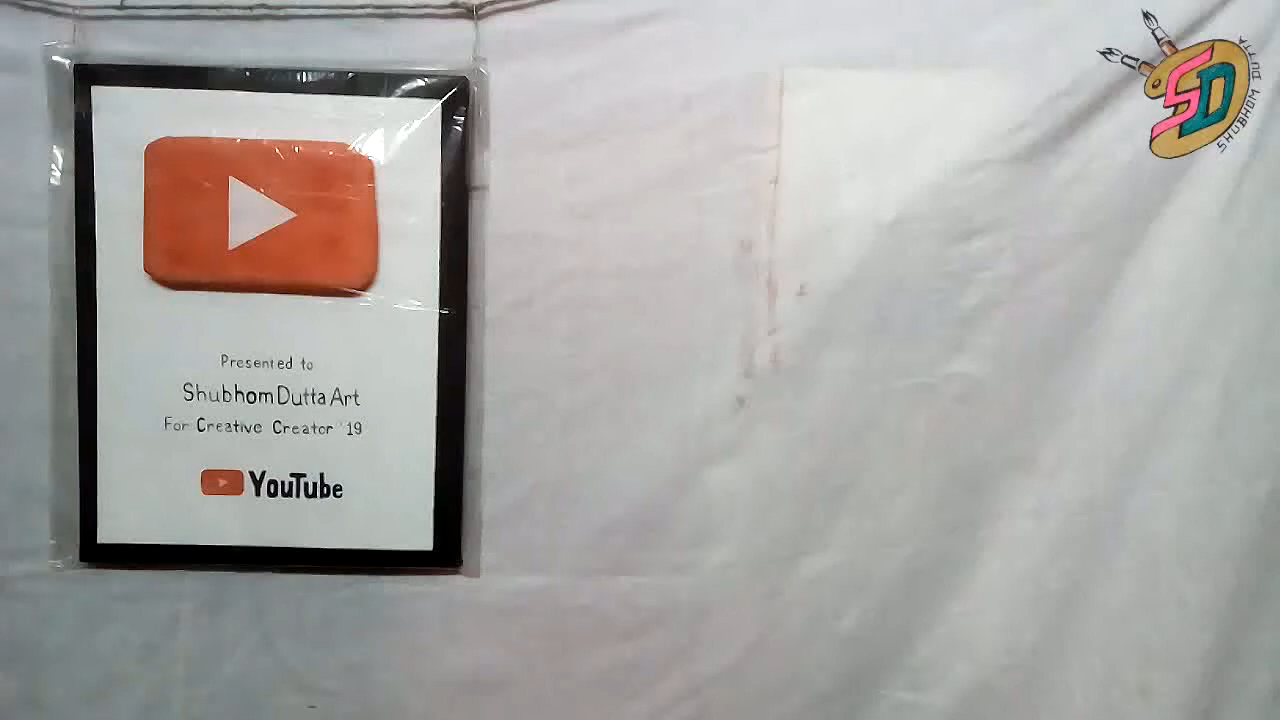 Presented to
ShubhomDutta Art
For Creative Creator '19
YouTube
SD
SHUBHOM DUTTA